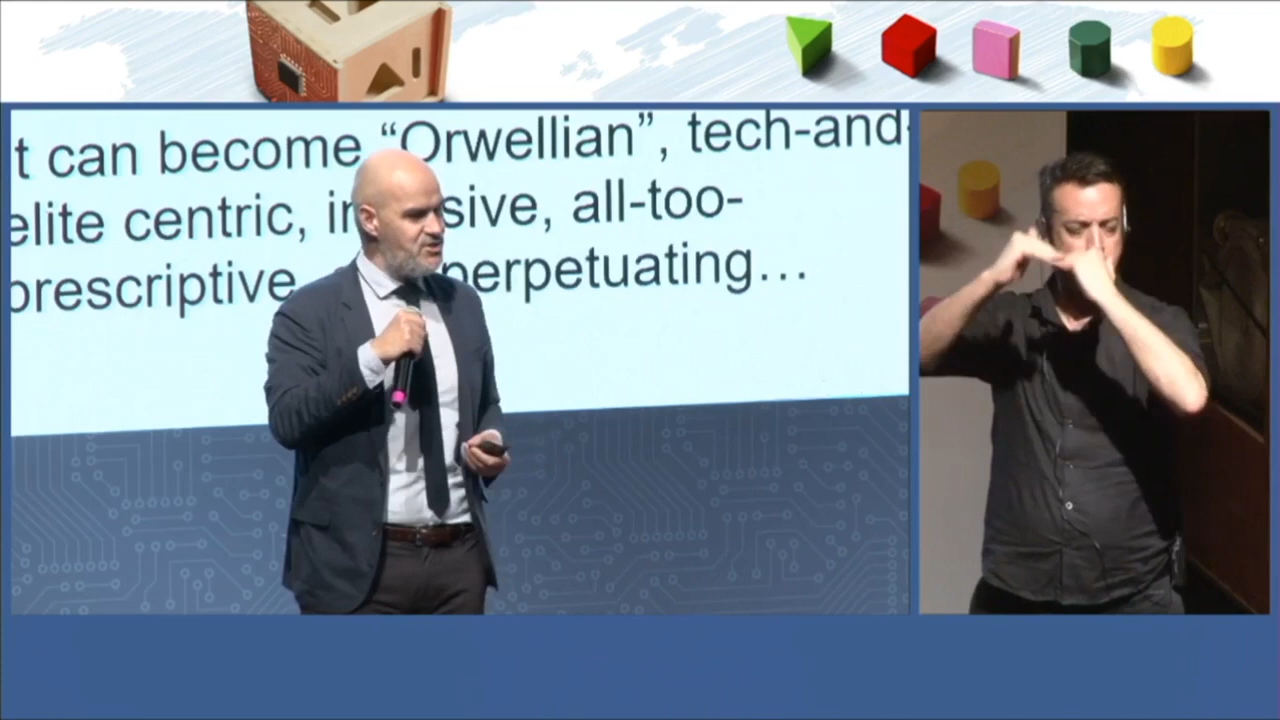 t can become “Orwellian”, tech-and-
elite centric, in sive, all-too-
prescriptive perpetuating…